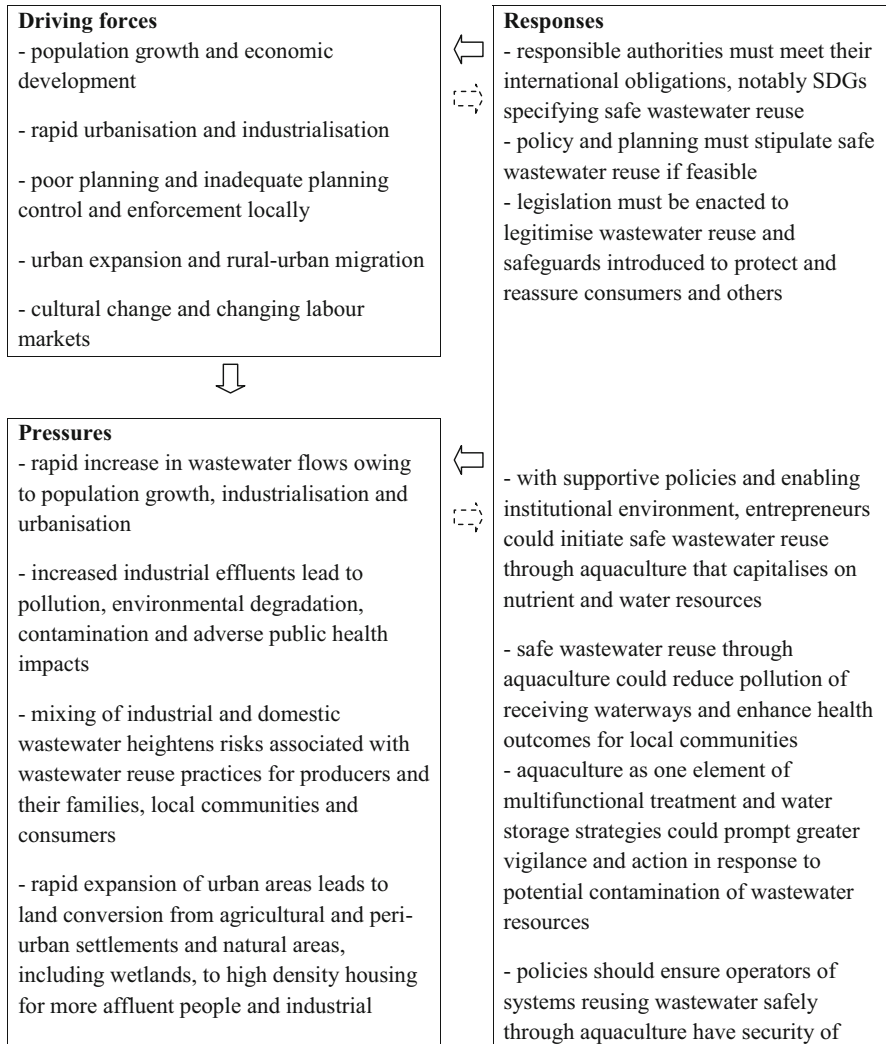 Driving forces
- population growth and economic
development
- rapid urbanisation and industrialisation
- poor planning and inadequate planning
control and enforcement locally
- urban expansion and rural-urban migration
- cultural change and changing labour
markets
Pressures
- rapid increase in wastewater flows owing
to population growth, industrialisation and
urbanisation
- increased industrial effluents lead to
pollution, environmental degradation,
contamination and adverse public health
impacts
- mixing of industrial and domestic
wastewater heightens risks associated with
wastewater reuse practices for producers and
their families, local communities and
consumers
- rapid expansion of urban areas leads to
land conversion from agricultural and peri-
urban settlements and natural areas,
including wetlands, to high density housing
for more affluent people and industrial
Responses
- responsible authorities must meet their
international obligations, notably SDGs
specifying safe wastewater reuse
- policy and planning must stipulate safe
wastewater reuse if feasible
- legislation must be enacted to
legitimise wastewater reuse and
safeguards introduced to protect and
reassure consumers and others
- with supportive policies and enabling
institutional environment, entrepreneurs
could initiate safe wastewater reuse
through aquaculture that capitalises on
nutrient and water resources
- safe wastewater reuse through
aquaculture could reduce pollution of
receiving waterways and enhance health
outcomes for local communities
- aquaculture as one element of
multifunctional treatment and water
storage strategies could prompt greater
vigilance and action in response to
potential contamination of wastewater
resources
- policies should ensure operators of
systems reusing wastewater safely
through aquaculture have security of